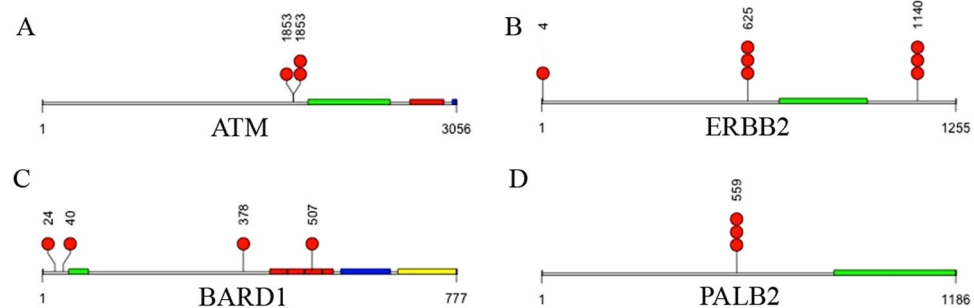 A
1853 1853
1 ATM 3056
B
4 625 1140
1 ERBB2 1255
C
24 40 378 507
1 BARD1 777
D
559
1 PALB2 1186